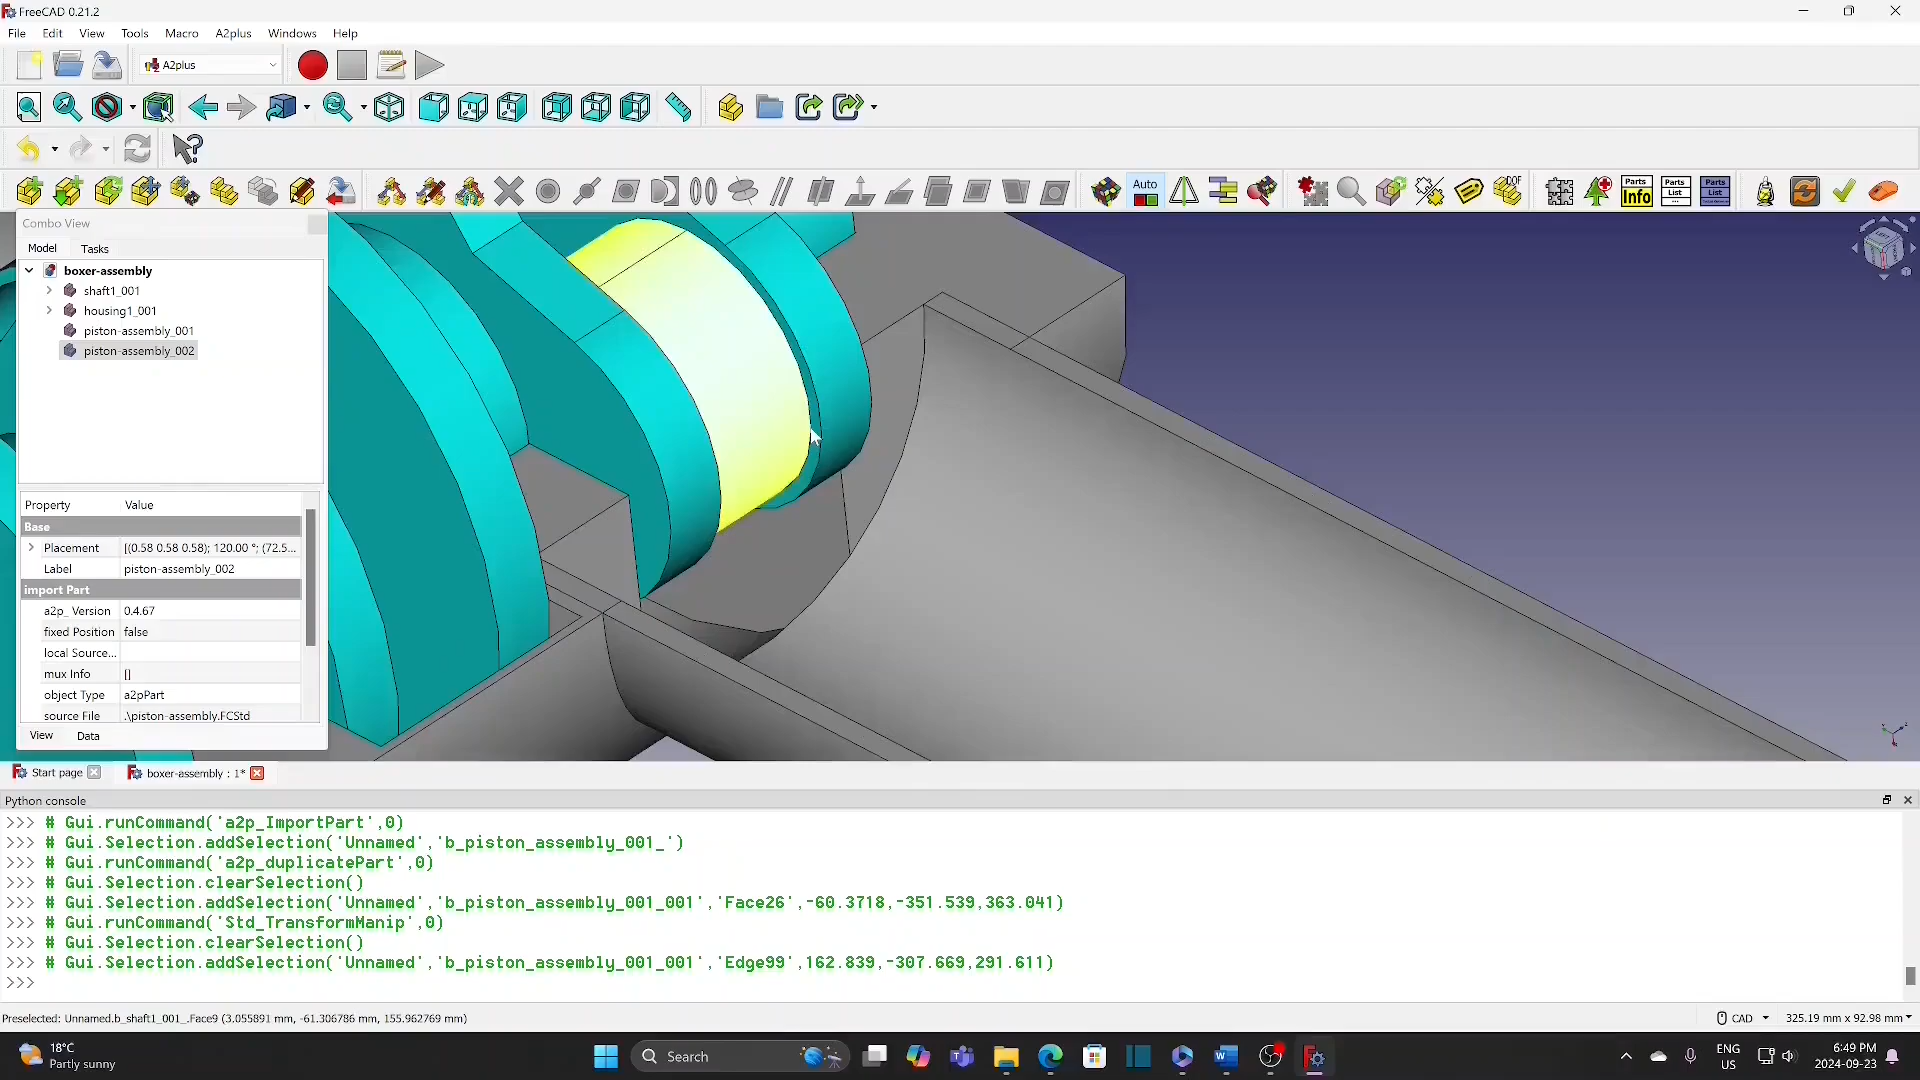 FreeCAD 0.21.2
File Edit View Tools Macro A2plus Windows Help
A2plus
Auto
DOF
Parts Info
Parts List
Parts List
Combo View
Model Tasks
boxer-assembly
shaft1_001
housing1_001
piston-assembly_001
piston-assembly_002
Property Value
Base
Placement [(0.58 0.58 0.58); 120.00 °; (72.5...
Label piston-assembly_002
import Part
a2p_ Version 0.4.67
fixed Position false
local Source...
mux Info []
object Type a2pPart
source File .\piston-assembly.FCStd
View Data
Start page boxer-assembly : 1*
Python console
>>> # Gui.runCommand('a2p_ImportPart',0)
>>> # Gui.Selection.addSelection('Unnamed','b_piston_assembly_001_')
>>> # Gui.runCommand('a2p_duplicatePart',0)
>>> # Gui.Selection.clearSelection()
>>> # Gui.Selection.addSelection('Unnamed','b_piston_assembly_001_001','Face26',-60.3718,-351.539,363.041)
>>> # Gui.runCommand('Std_TransformManip',0)
>>> # Gui.Selection.clearSelection()
>>> # Gui.Selection.addSelection('Unnamed','b_piston_assembly_001_001','Edge99',162.839,-307.669,291.611)
>>>
Preselected: Unnamed.b_shaft1_001_.Face9 (3.055891 mm, -61.306786 mm, 155.962769 mm)
CAD 325.19 mm x 92.98 mm
18°C
Partly sunny
Search
ENG
US
6:49 PM
2024-09-23